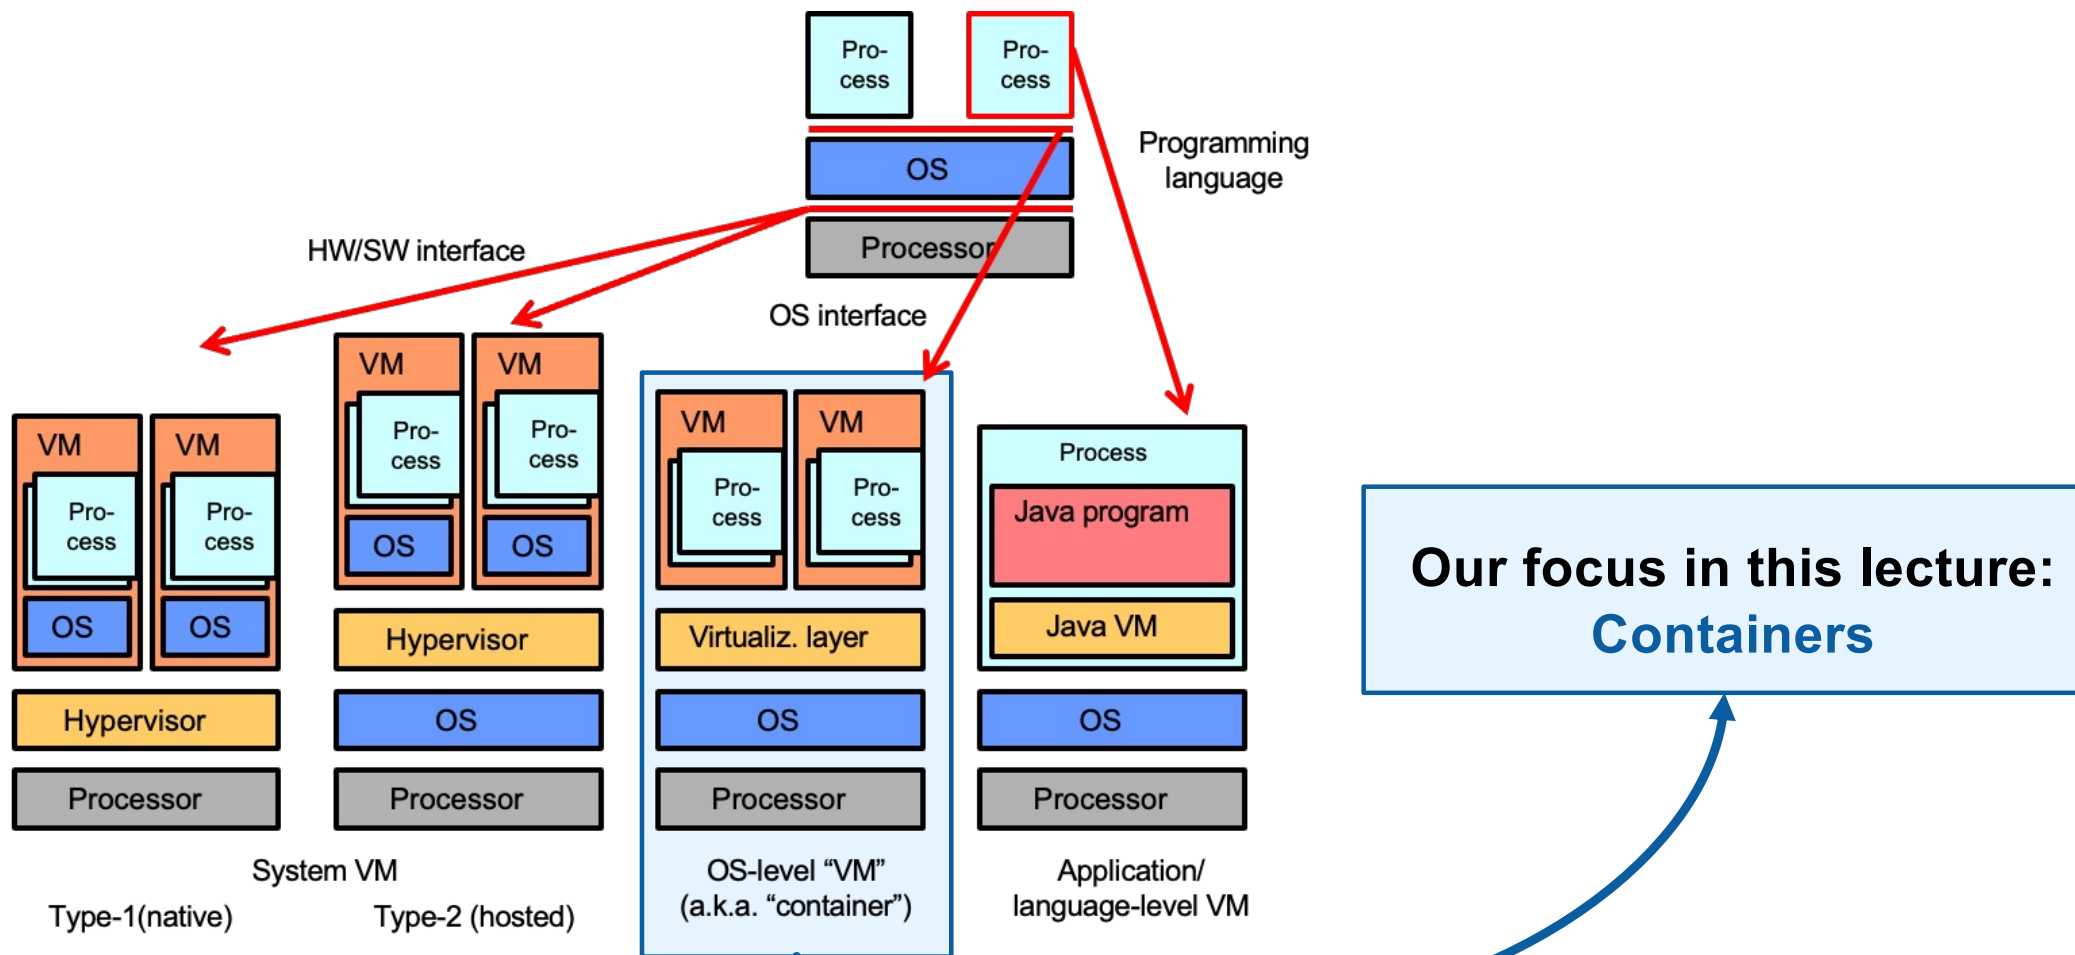 Pro-
cess
Pro-
cess
OS
Processor
Programming
language
HW/SW interface
OS interface
VM
Pro-
cess
OS
VM
Pro-
cess
OS
Hypervisor
Processor
VM
Pro-
cess
OS
VM
Pro-
cess
OS
Hypervisor
OS
Processor
VM
Pro-
cess
VM
Pro-
cess
Virtualiz. layer
OS
Processor
Process
Java program
Java VM
OS
Processor
System VM
Type-1(native)
Type-2 (hosted)
OS-level “VM”
(a.k.a. “container”)
Application/
language-level VM
Our focus in this lecture:
Containers